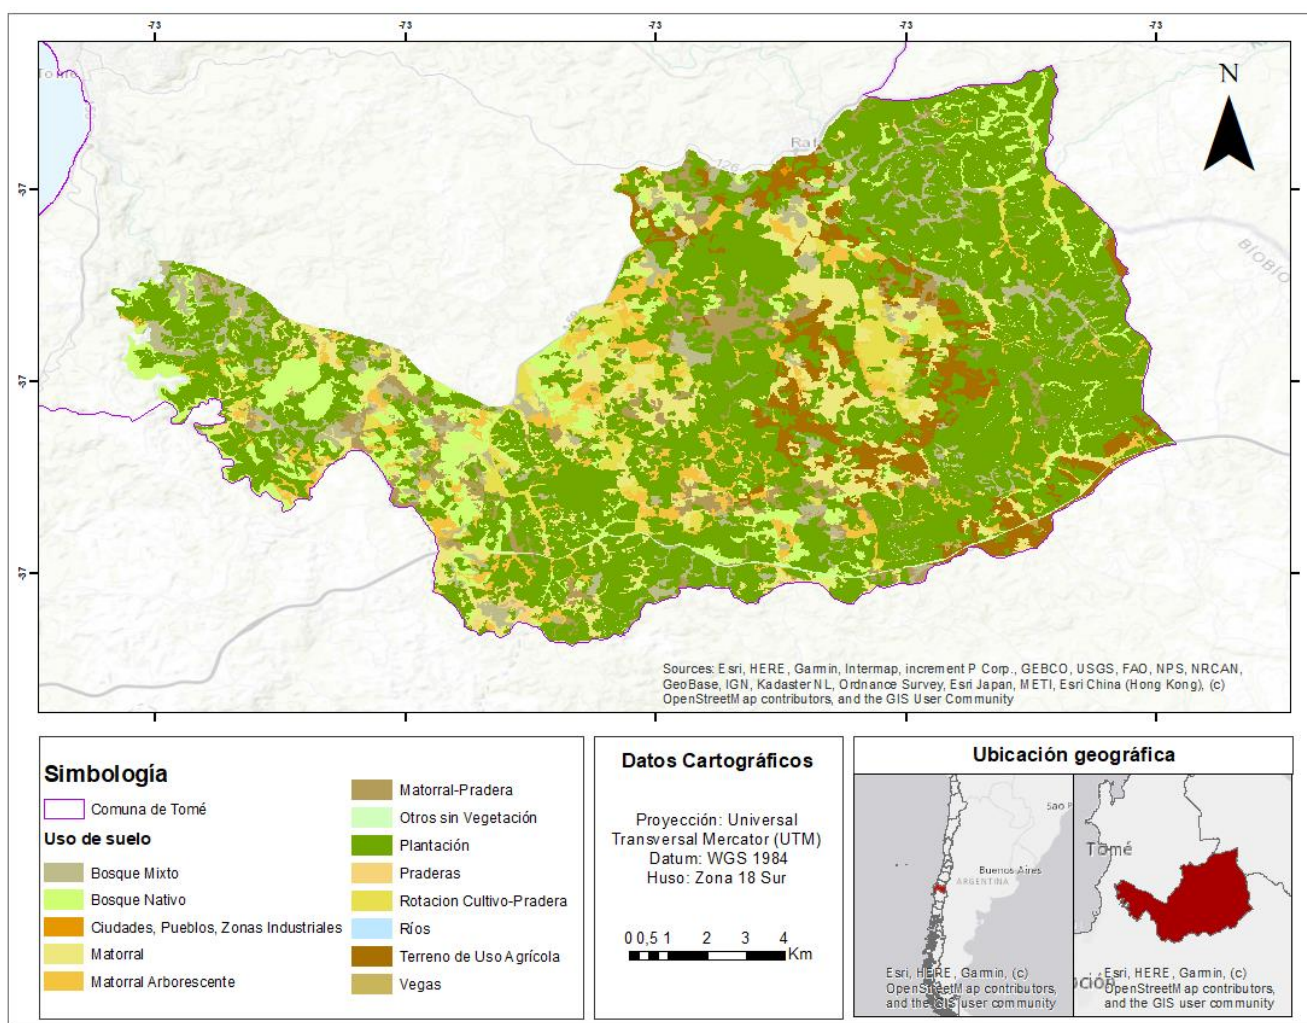 -73 -73 -73 -73 -73
Tomé
N
Raf
126
-37
BIOBIO
-37
-37
Sources: Esri, HERE, Garmin, Intermap, increment P Corp., GEBCO, USGS, FAO, NPS, NRCAN,
GeoBase, IGN, Kadaster NL, Ordnance Survey, Esri Japan, METI, Esri China (Hong Kong), (c)
OpenStreetMap contributors, and the GIS User Community
Simbología
Comuna de Tomé
Uso de suelo
Bosque Mixto
Bosque Nativo
Ciudades, Pueblos, Zonas Industriales
Matorral
Matorral Arborescente
Matorral-Pradera
Otros sin Vegetación
Plantación
Praderas
Rotacion Cultivo-Pradera
Ríos
Terreno de Uso Agrícola
Vegas
Datos Cartográficos
Proyección: Universal
Transversal Mercator (UTM)
Datum: WGS 1984
Huso: Zona 18 Sur
0 0,5 1 2 3 4
Km
Ubicación geográfica
Sao P
Buenos Aires
ARGENTINA
Esri, HERE, Garmin, (c)
OpenStreetMap contributors,
and the GIS user community
Tomé
pción
Esri, HERE, Garmin, (c)
OpenStreetMap contributors,
and the GIS user community